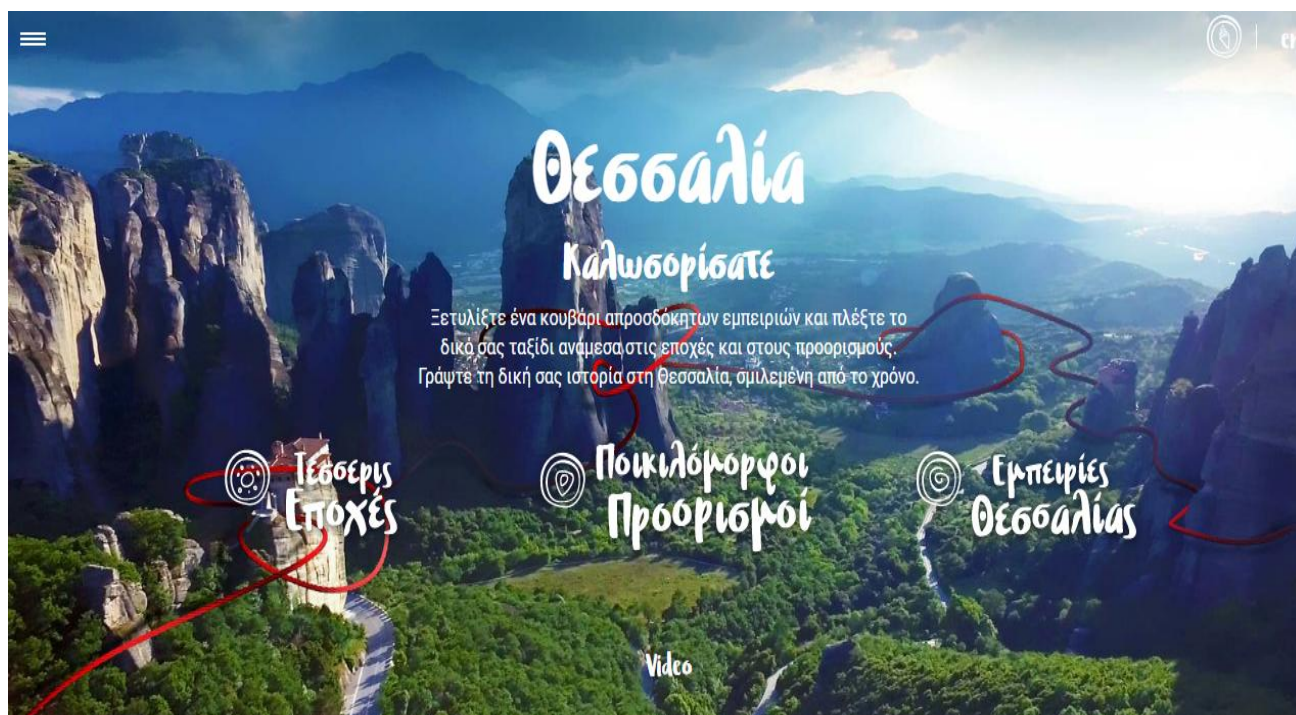 Θεσσαλία
Καλωσορίσατε
Ξετυλίξτε ένα κουβάρι απροσδόκητων εμπειριών και πλέξτε το
δικό σας ταξίδι ανάμεσα στις εποχές και στους προορισμούς.
Γράψτε τη δική σας ιστορία στη Θεσσαλία, σμιλεμένη από το χρόνο.
Τέσσερις
Εποχές
Ποικιλόμορφοι
Προορισμοί
Εμπειρίες
Θεσσαλίας
Video